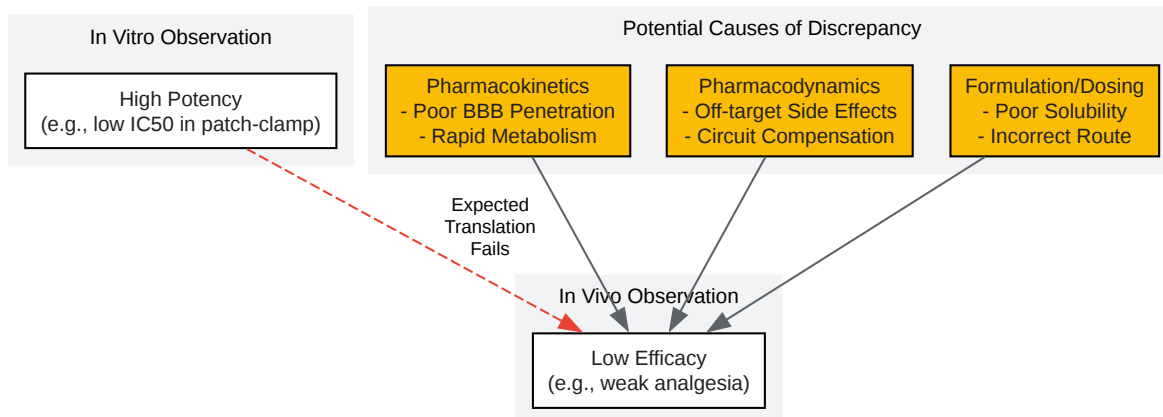 In Vitro Observation
High Potency
(e.g., low IC50 in patch-clamp)
Potential Causes of Discrepancy
Pharmacokinetics
- Poor BBB Penetration
- Rapid Metabolism
Pharmacodynamics
- Off-target Side Effects
- Circuit Compensation
Formulation/Dosing
- Poor Solubility
- Incorrect Route
Expected
Translation
Fails
In Vivo Observation
Low Efficacy
(e.g., weak analgesia)